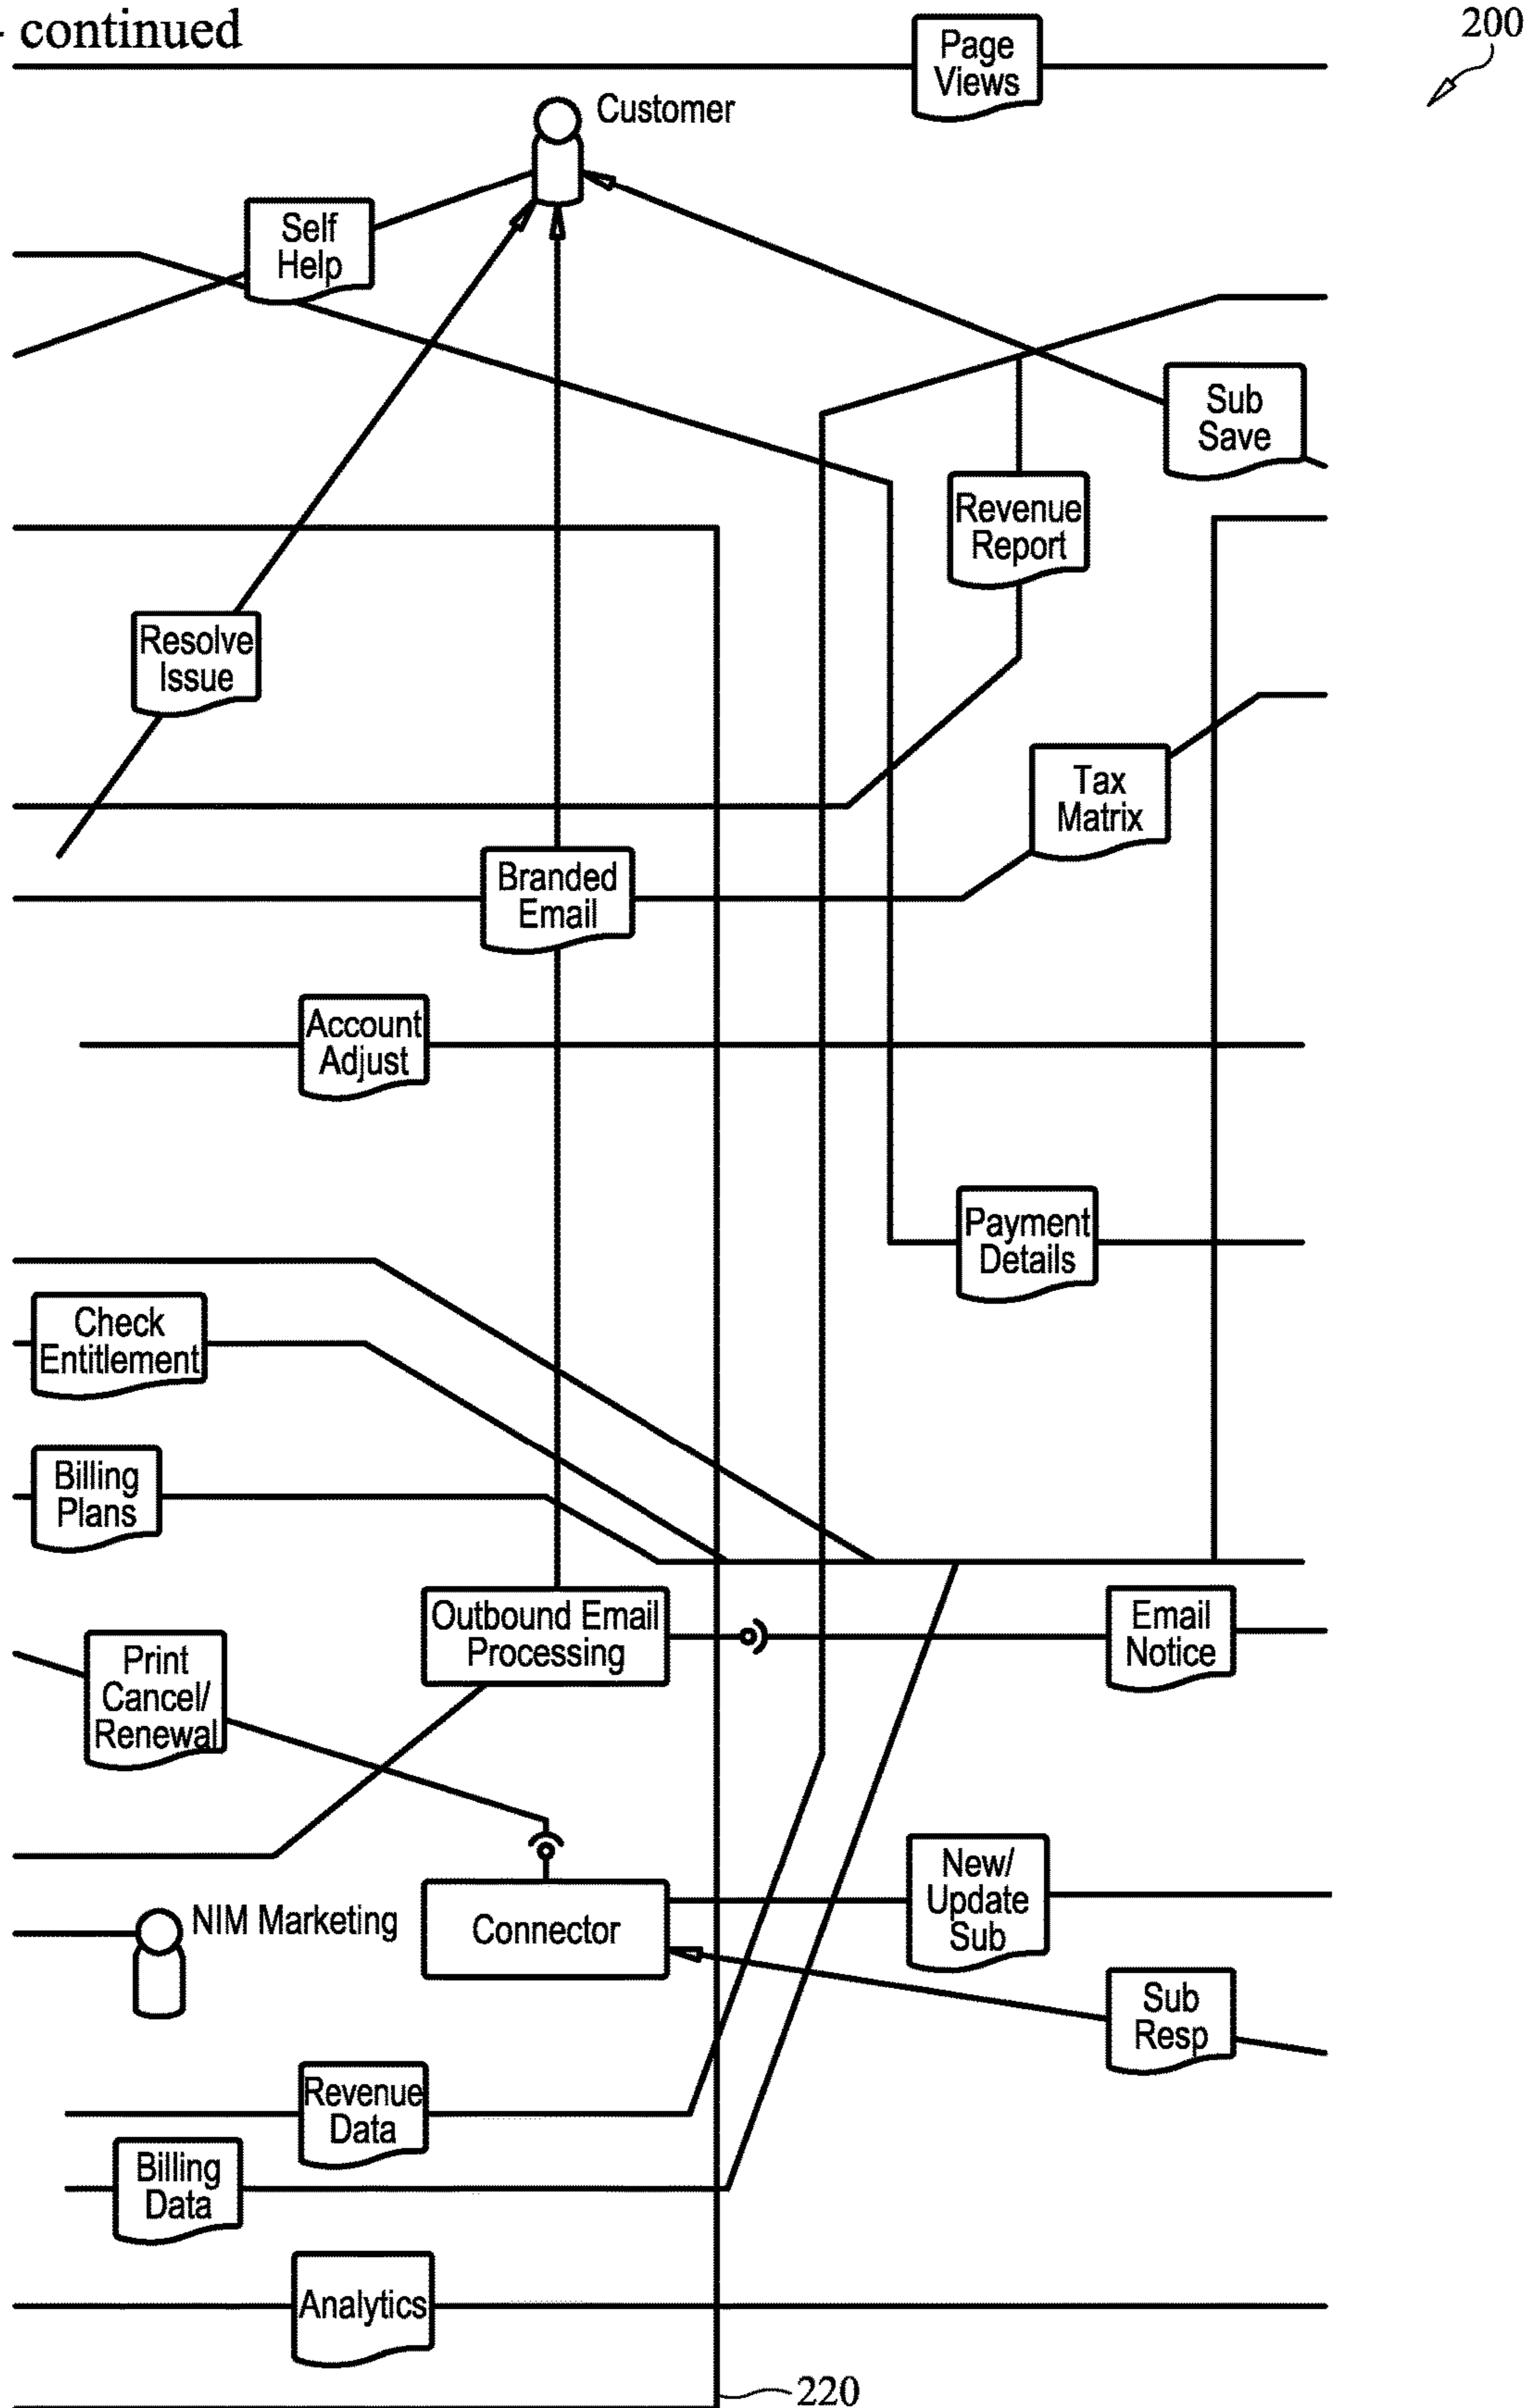 - continued
200
Page
Views
Customer
Self
Help
Sub
Save
Revenue
Report
Resolve
Issue
Tax
Matrix
Branded
Email
Account
Adjust
Payment
Details
Check
Entitlement
Billing
Plans
Outbound Email
Processing
Email
Notice
Print
Cancel/
Renewal
New/
Update
Sub
NIM Marketing
Connector
Sub
Resp
Revenue
Data
Billing
Data
Analytics
220